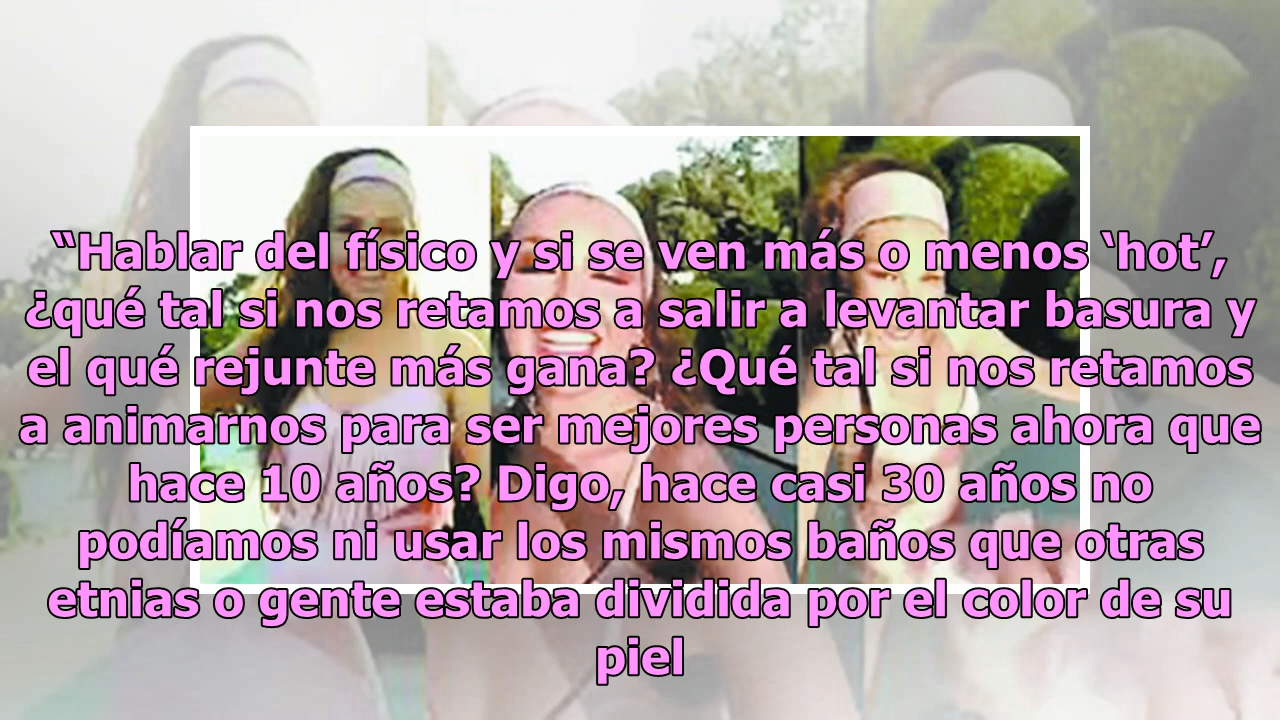 “Hablar del físico y si se ven más o menos ‘hot’,
¿qué tal si nos retamos a salir a levantar basura y
el qué rejunte más gana? ¿Qué tal si nos retamos
a animarnos para ser mejores personas ahora que
hace 10 años? Digo, hace casi 30 años no
podíamos ni usar los mismos baños que otras
etnias o gente estaba dividida por el color de su
piel